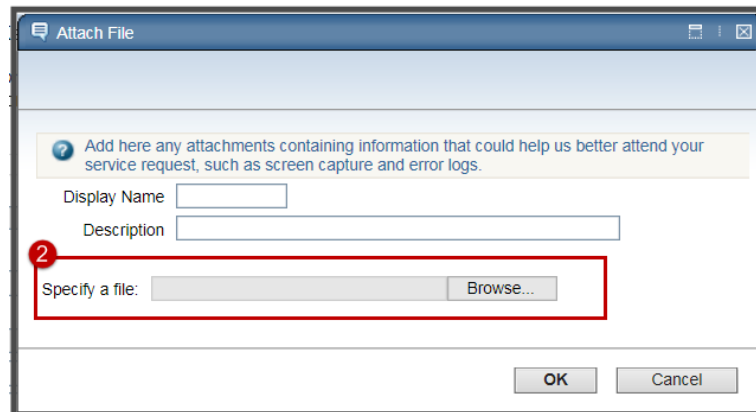 Attach File
Add here any attachments containing information that could help us better attend your
service request, such as screen capture and error logs.
Display Name
Description
2
Specify a file: Browse...
OK Cancel